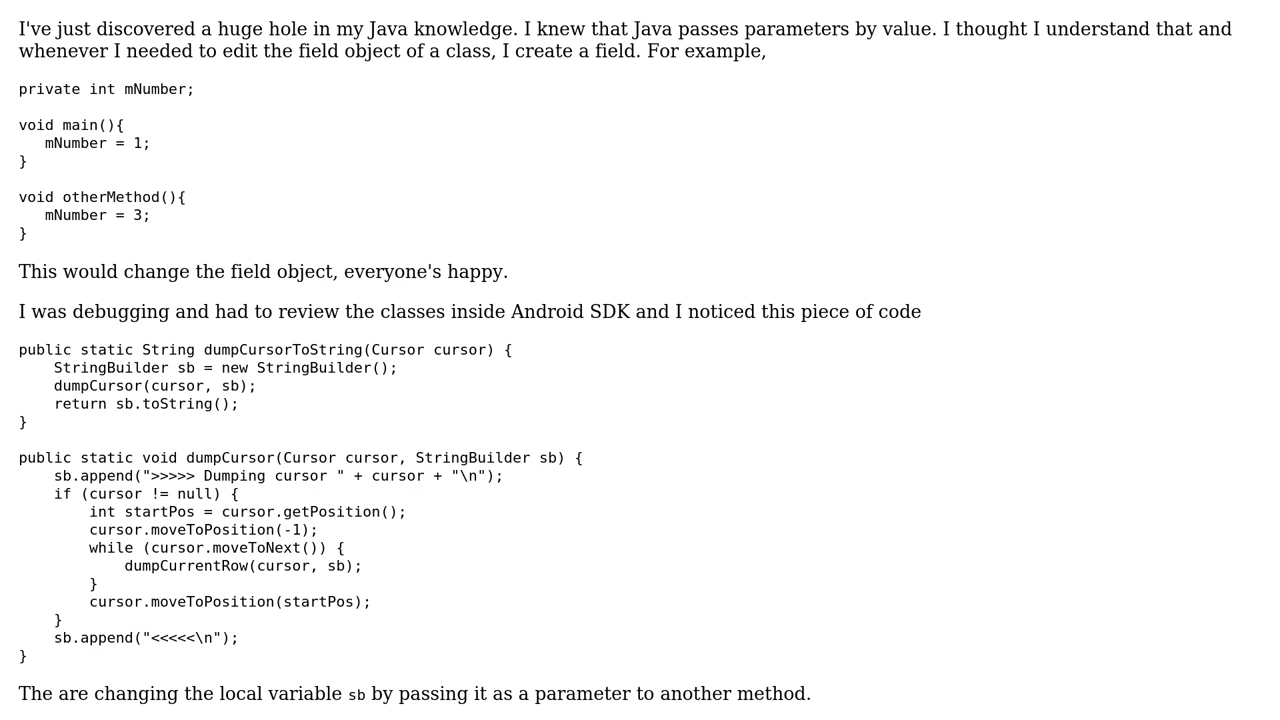 I've just discovered a huge hole in my Java knowledge. I knew that Java passes parameters by value. I thought I understand that and
whenever I needed to edit the field object of a class, I create a field. For example,
private int mNumber;
void main(){
   mNumber = 1;
}
void otherMethod(){
   mNumber = 3;
}
This would change the field object, everyone's happy.
I was debugging and had to review the classes inside Android SDK and I noticed this piece of code
public static String dumpCursorToString(Cursor cursor) {
    StringBuilder sb = new StringBuilder();
    dumpCursor(cursor, sb);
    return sb.toString();
}
public static void dumpCursor(Cursor cursor, StringBuilder sb) {
    sb.append(">>>>> Dumping cursor " + cursor + "\n");
    if (cursor != null) {
        int startPos = cursor.getPosition();
        cursor.moveToPosition(-1);
        while (cursor.moveToNext()) {
            dumpCurrentRow(cursor, sb);
        }
        cursor.moveToPosition(startPos);
    }
    sb.append("<<<<<\n");
}
The are changing the local variable sb by passing it as a parameter to another method.